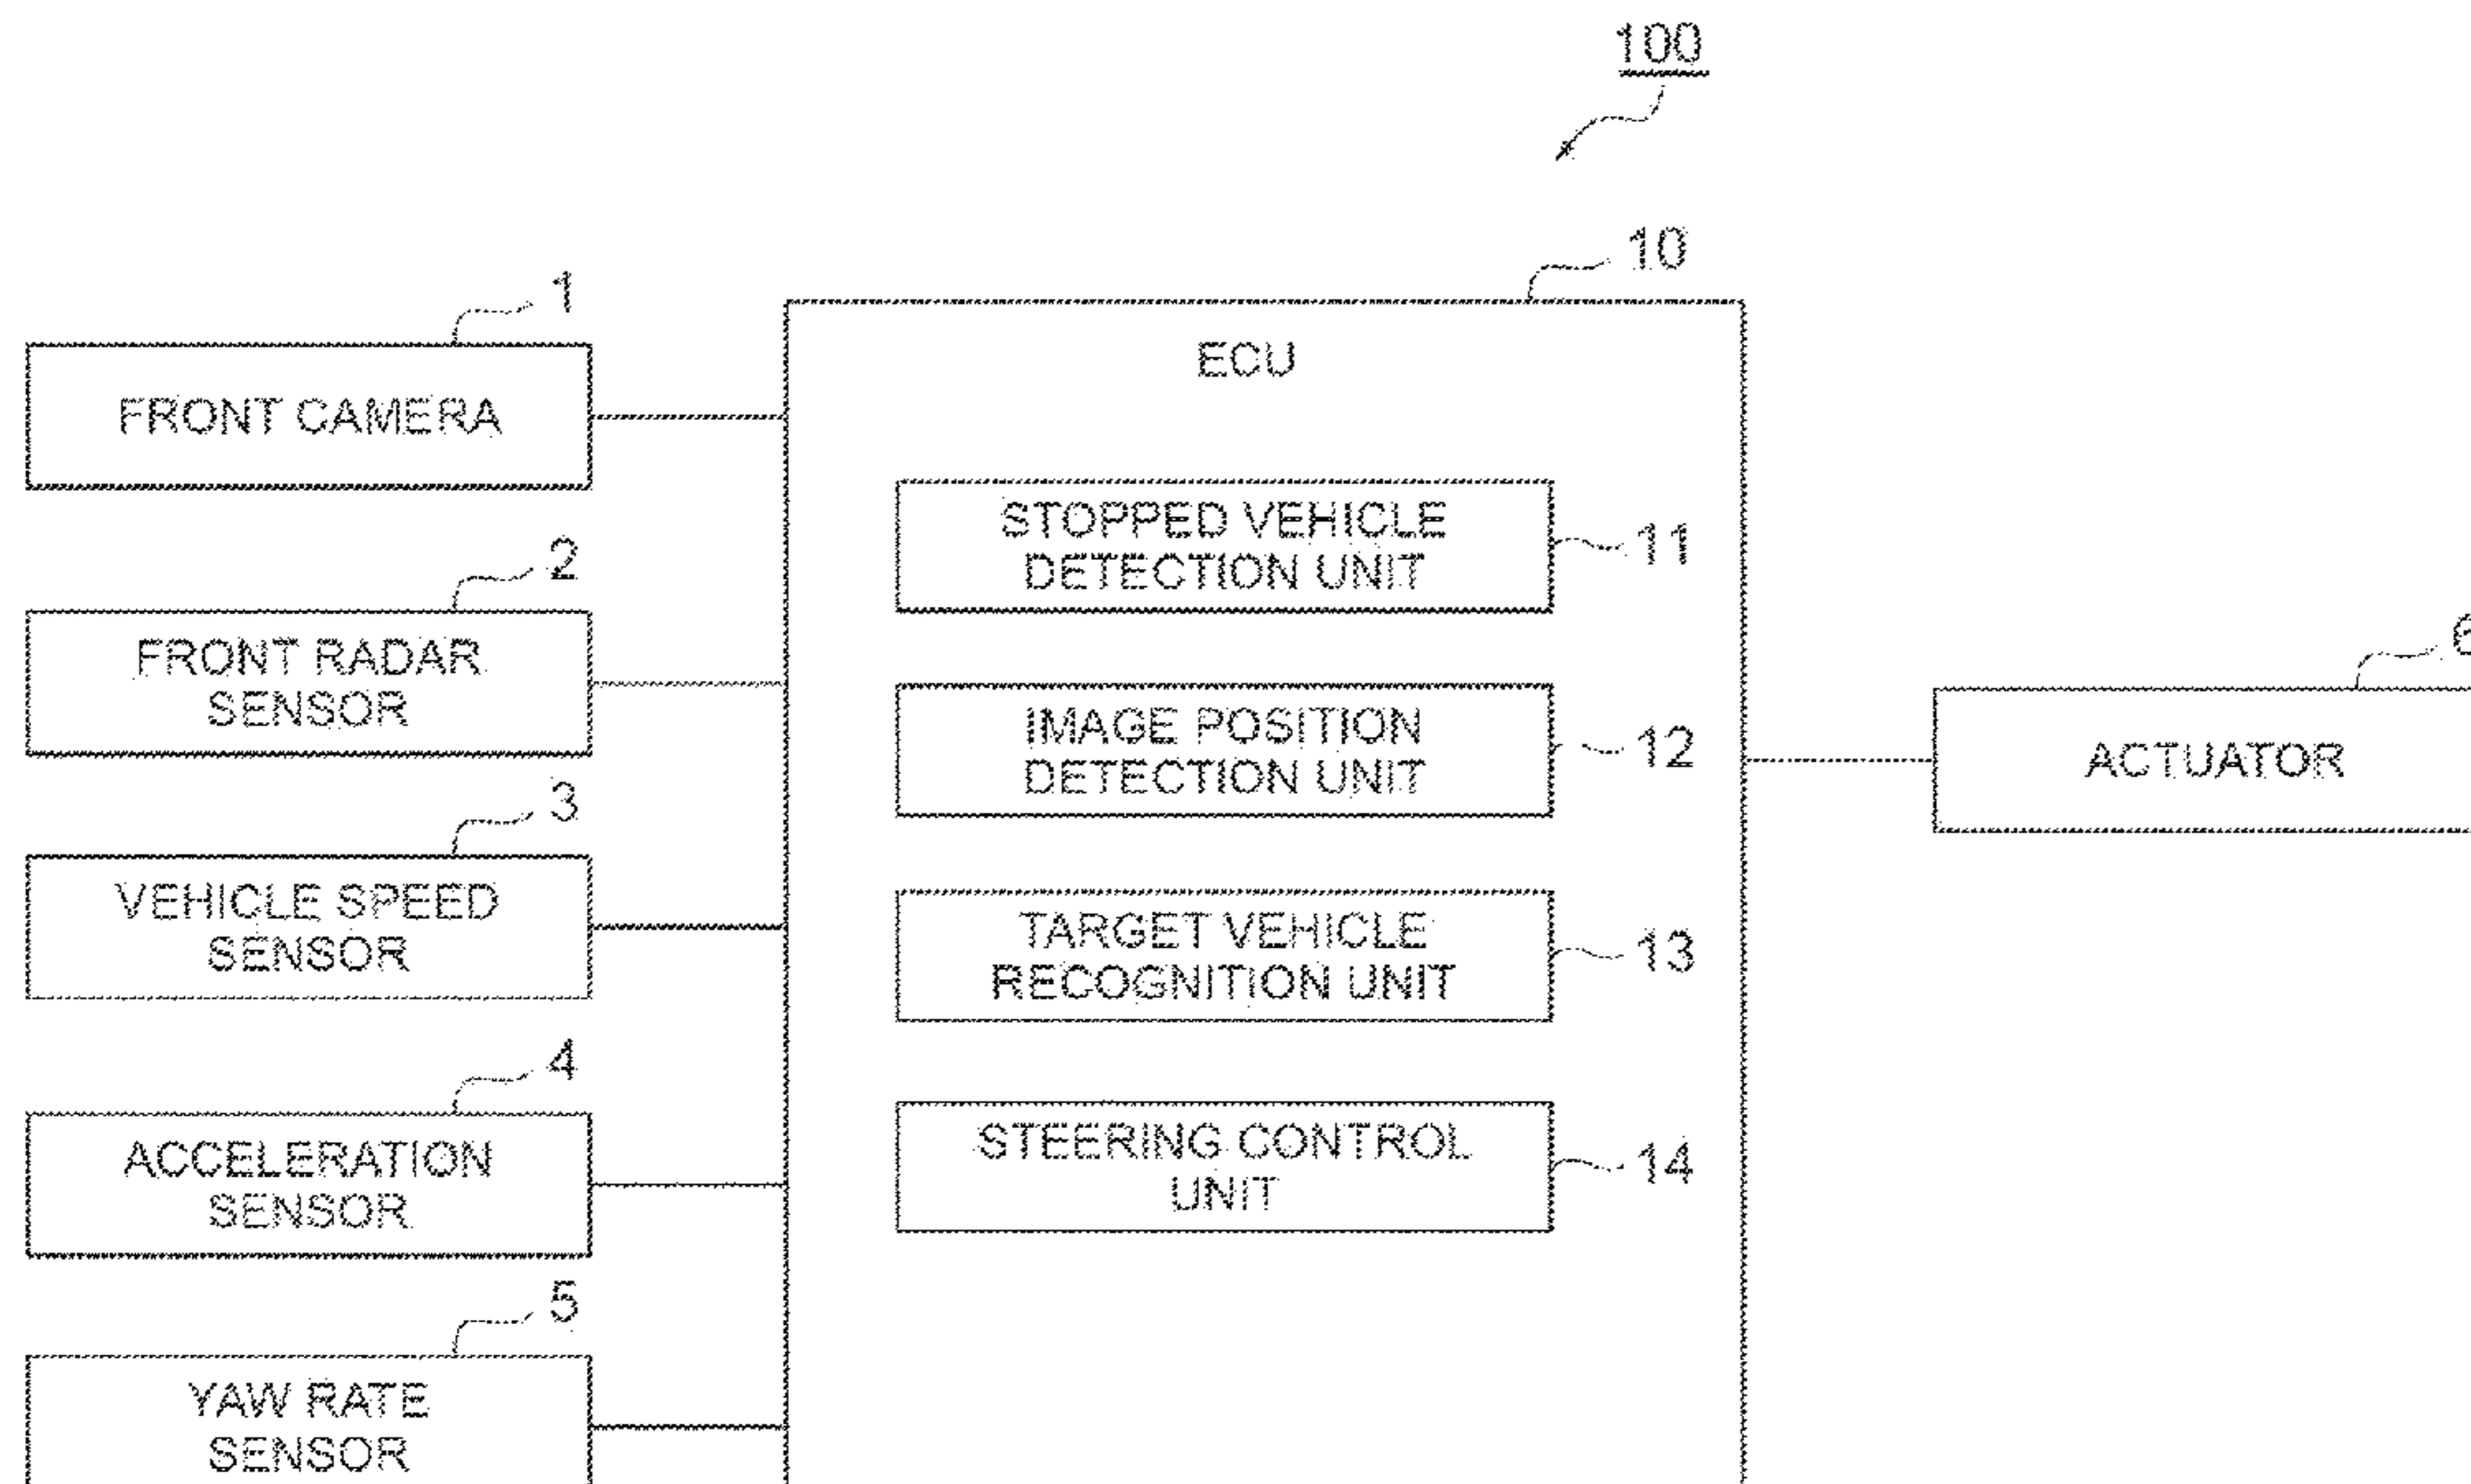 100
10
ECU
1
FRONT CAMERA
2
FRONT RADAR
SENSOR
3
VEHICLE SPEED
SENSOR
4
ACCELERATION
SENSOR
5
YAW RATE
SENSOR
STOPPED VEHICLE
DETECTION UNIT
11
IMAGE POSITION
DETECTION UNIT
12
TARGET VEHICLE
RECOGNITION UNIT
13
STEERING CONTROL
UNIT
14
6
ACTUATOR